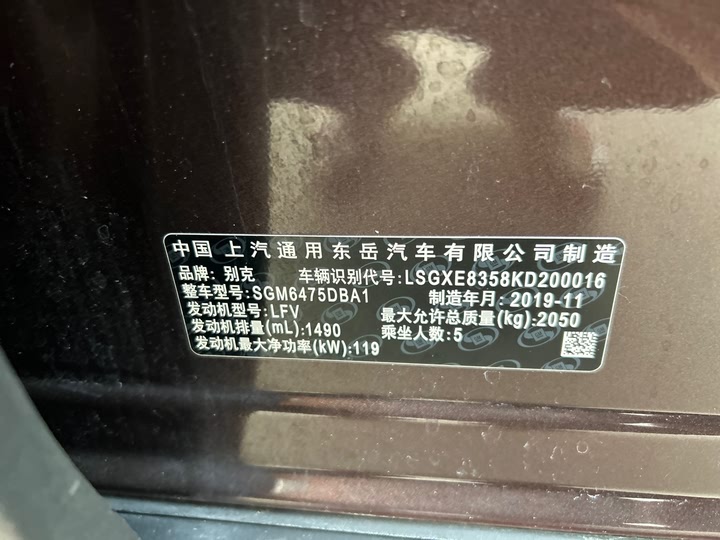 中国 上汽通用东岳汽车有限公司制造
品牌: 别克 车辆识别代号: LSGXE8358KD200016
整车型号: SGM6475DBA1 制造年月: 2019-11
发动机型号: LFV 最大允许总质量(kg):2050
发动机排量(mL):1490 乘坐人数:5
发动机最大净功率(kW):119